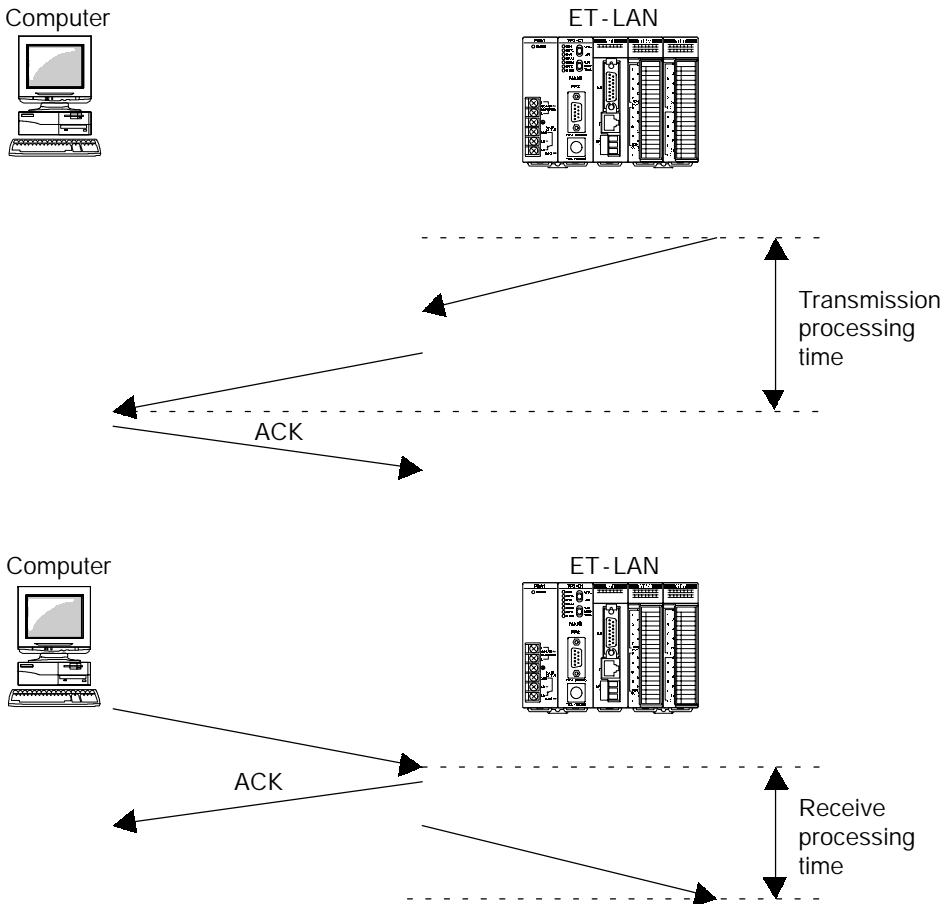 Computer
ET-LAN
Transmission
processing
time
ACK
Computer
ET-LAN
ACK
Receive
processing
time